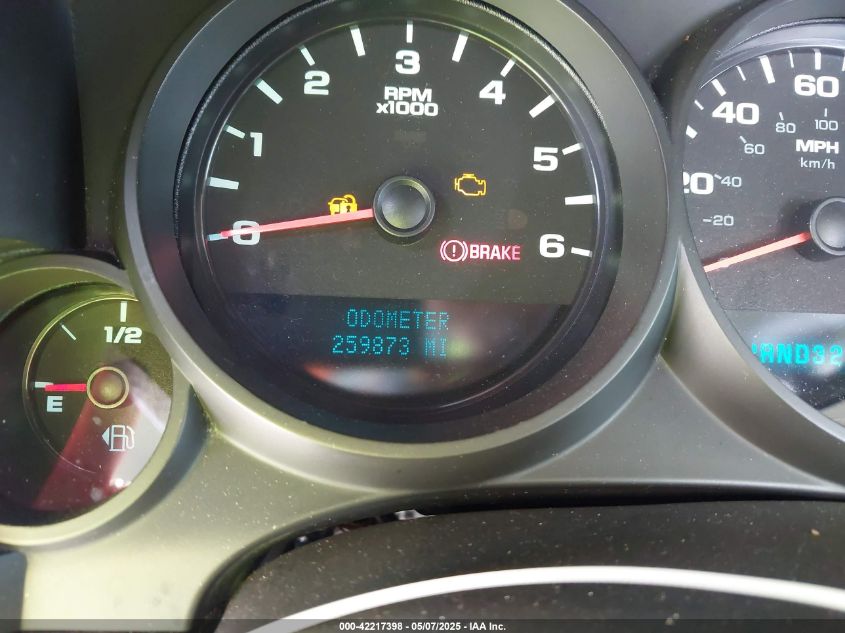 1 2 3 4 5 6
RPM
x1000
0
BRAKE
ODOMETER
259873 MI
1/2
E
20 40 60
20 40 60 80 100
MPH
km/h
RND32
000-42217398 - 05/07/2025 - IAA Inc.